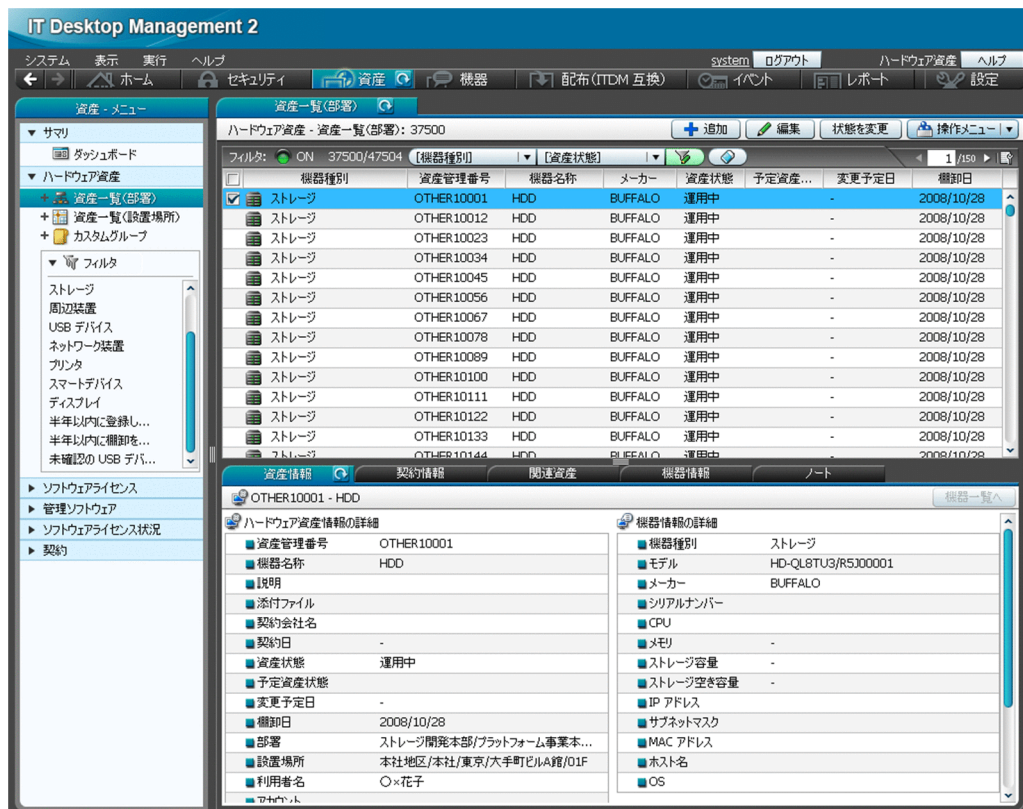 IT Desktop Management 2
システム 表示 実行 ヘルプ system ログアウト ハードウェア資産 ヘルプ
ホーム セキュリティ 資産 機器 配布(ITDM 互換) イベント レポート 設定
資産 - メニュー
サマリ
ダッシュボード
ハードウェア資産
資産一覧(部署)
資産一覧(設置場所)
カスタムグループ
フィルタ
ストレージ
周辺装置
USB デバイス
ネットワーク装置
プリンタ
スマートデバイス
ディスプレイ
半年以内に登録し...
半年以内に棚卸を...
未確認の USB デバ...
ソフトウェアライセンス
管理ソフトウェア
ソフトウェアライセンス状況
契約
資産一覧(部署)
ハードウェア資産 - 資産一覧(部署): 37500 追加 編集 状態を変更 操作メニュー
フィルタ: ON 37500/47504 [機器種別] [資産状態] 1 /150
機器種別 資産管理番号 機器名称 メーカー 資産状態 予定資産... 変更予定日 棚卸日
ストレージ OTHER10001 HDD BUFFALO 運用中 - 2008/10/28
ストレージ OTHER10012 HDD BUFFALO 運用中 - 2008/10/28
ストレージ OTHER10023 HDD BUFFALO 運用中 - 2008/10/28
ストレージ OTHER10034 HDD BUFFALO 運用中 - 2008/10/28
ストレージ OTHER10045 HDD BUFFALO 運用中 - 2008/10/28
ストレージ OTHER10056 HDD BUFFALO 運用中 - 2008/10/28
ストレージ OTHER10067 HDD BUFFALO 運用中 - 2008/10/28
ストレージ OTHER10078 HDD BUFFALO 運用中 - 2008/10/28
ストレージ OTHER10089 HDD BUFFALO 運用中 - 2008/10/28
ストレージ OTHER10100 HDD BUFFALO 運用中 - 2008/10/28
ストレージ OTHER10111 HDD BUFFALO 運用中 - 2008/10/28
ストレージ OTHER10122 HDD BUFFALO 運用中 - 2008/10/28
ストレージ OTHER10133 HDD BUFFALO 運用中 - 2008/10/28
ストレージ OTHER10144 HDD BUFFALO 運用中 - 2008/10/28
資産情報 契約情報 関連資産 機器情報 ノート
OTHER10001 - HDD 機器一覧へ
ハードウェア資産情報の詳細
資産管理番号 OTHER10001
機器名称 HDD
説明
添付ファイル
契約会社名
契約日 -
資産状態 運用中
予定資産状態
変更予定日 -
棚卸日 2008/10/28
部署 ストレージ開発本部/プラットフォーム事業本...
設置場所 本社地区/本社/東京/大手町ビルA館/01F
利用者名 ○×花子
アカウント
機器情報の詳細
機器種別 ストレージ
モデル HD-QL8TU3/R5J00001
メーカー BUFFALO
シリアルナンバー
CPU
メモリ -
ストレージ容量 -
ストレージ空き容量 -
IP アドレス
サブネットマスク
MAC アドレス
ホスト名
OS